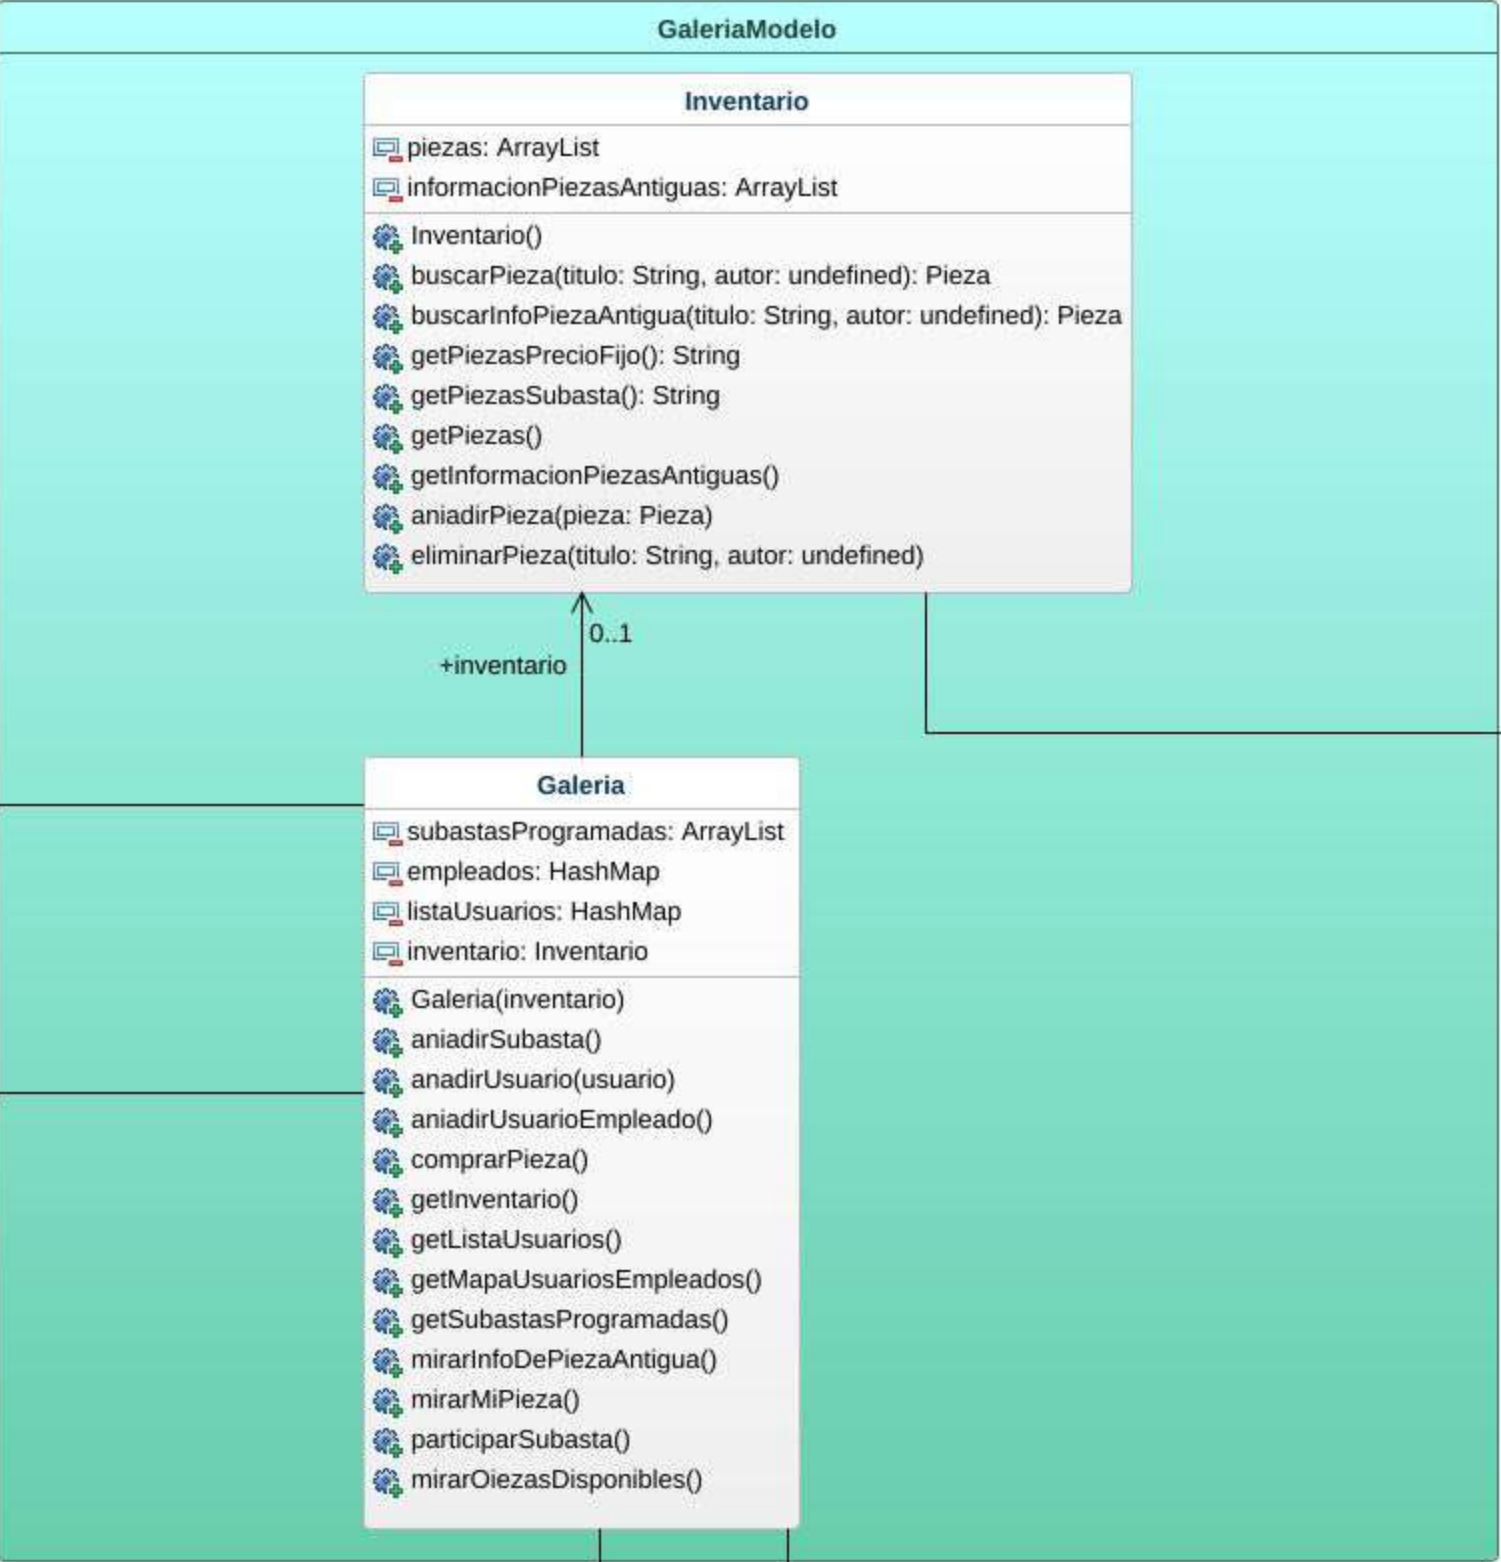 GaleriaModelo
Inventario
piezas: ArrayList
informacionPiezasAntiguas: ArrayList
Inventario()
buscarPieza(titulo: String, autor: undefined): Pieza
buscarInfoPiezaAntigua(titulo: String, autor: undefined): Pieza
getPiezasPrecioFijo(): String
getPiezasSubasta(): String
getPiezas()
getInformacionPiezasAntiguas()
aniadirPieza(pieza: Pieza)
eliminarPieza(titulo: String, autor: undefined)
0..1
+inventario
Galeria
subastasProgramadas: ArrayList
empleados: HashMap
listaUsuarios: HashMap
inventario: Inventario
Galeria(inventario)
aniadirSubasta()
anadirUsuario(usuario)
aniadirUsuarioEmpleado()
comprarPieza()
getInventario()
getListaUsuarios()
getMapaUsuariosEmpleados()
getSubastasProgramadas()
mirarInfoDePiezaAntigua()
mirarMiPieza()
participarSubasta()
mirarOiezasDisponibles()